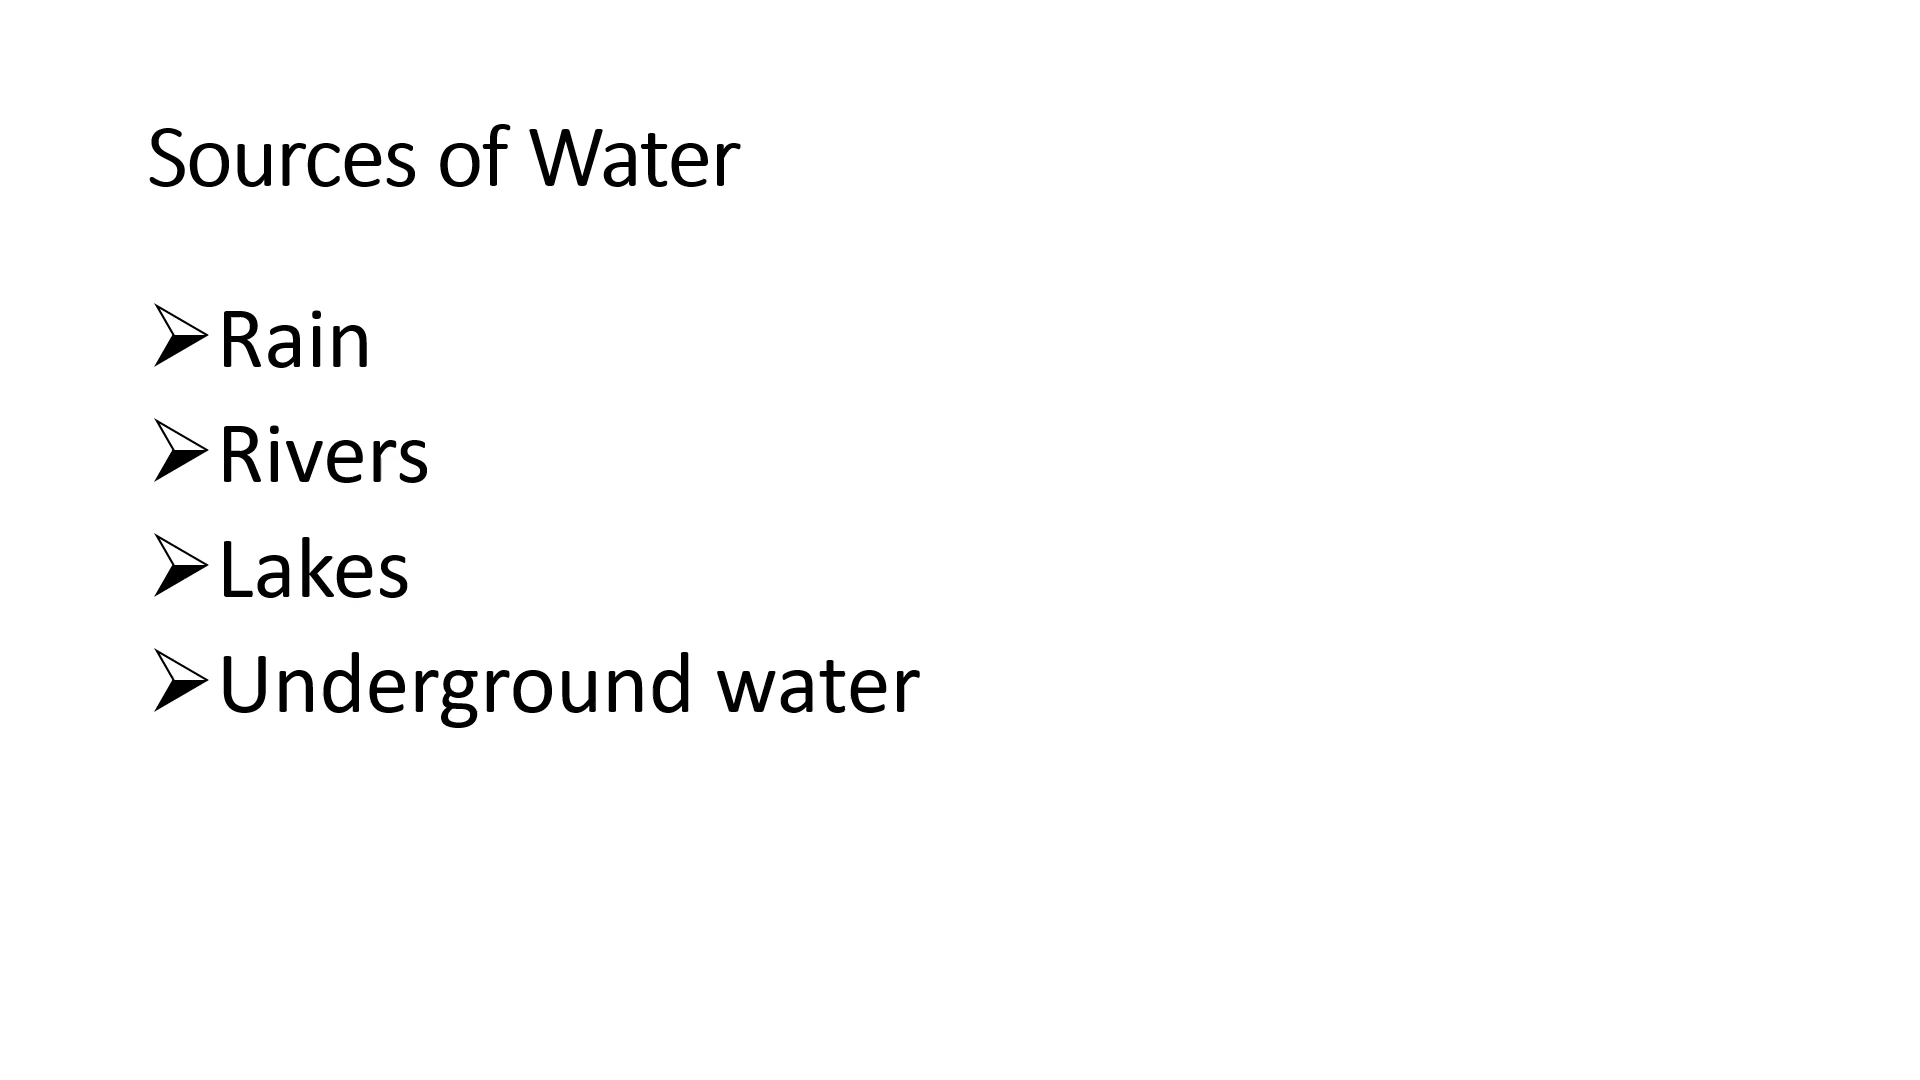 Sources of Water
➢Rain
➢Rivers
➢Lakes
➢Underground water